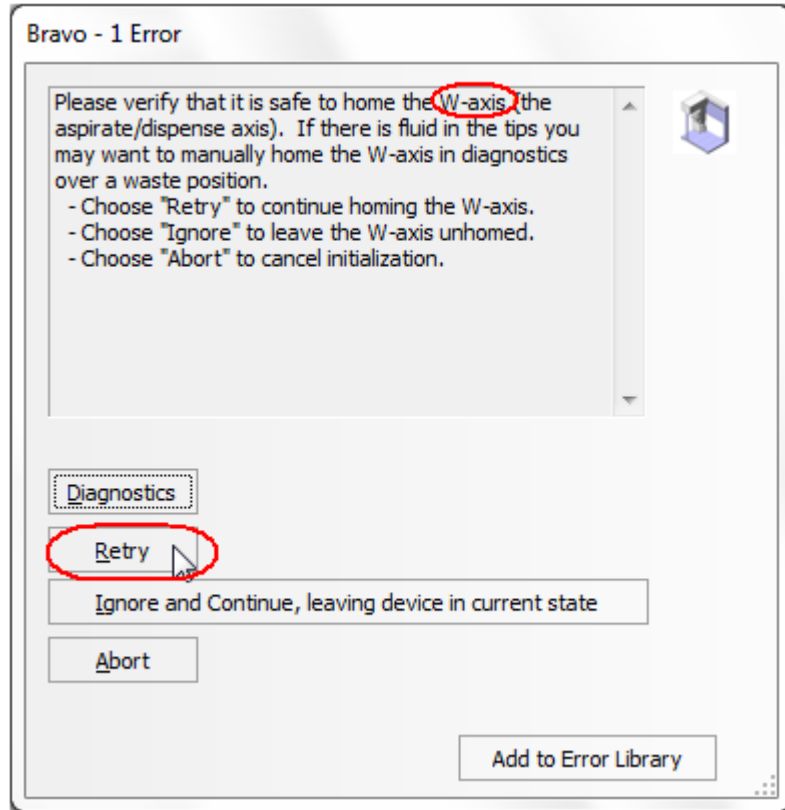 Bravo - 1 Error
Please verify that it is safe to home the W-axis (the
aspirate/dispense axis).  If there is fluid in the tips you
may want to manually home the W-axis in diagnostics
over a waste position.
- Choose "Retry" to continue homing the W-axis.
- Choose "Ignore" to leave the W-axis unhomed.
- Choose "Abort" to cancel initialization.
Diagnostics
Retry
Ignore and Continue, leaving device in current state
Abort
Add to Error Library